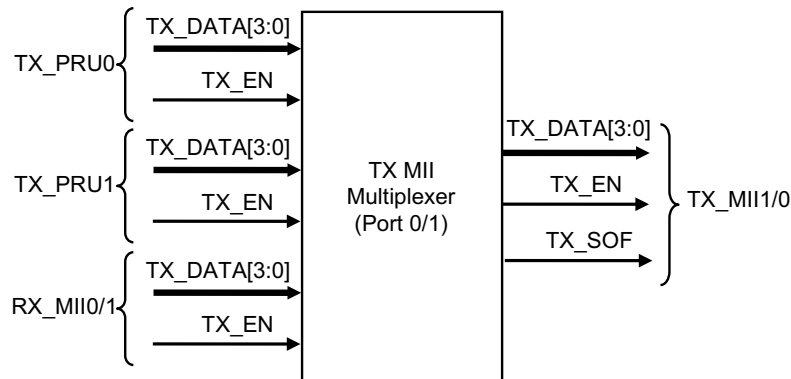 TX_PRU0
TX_DATA[3:0]
TX_EN
TX_PRU1
TX_DATA[3:0]
TX_EN
RX_MII0/1
TX_DATA[3:0]
TX_EN
TX MII
Multiplexer
(Port 0/1)
TX_DATA[3:0]
TX_EN
TX_SOF
TX_MII1/0